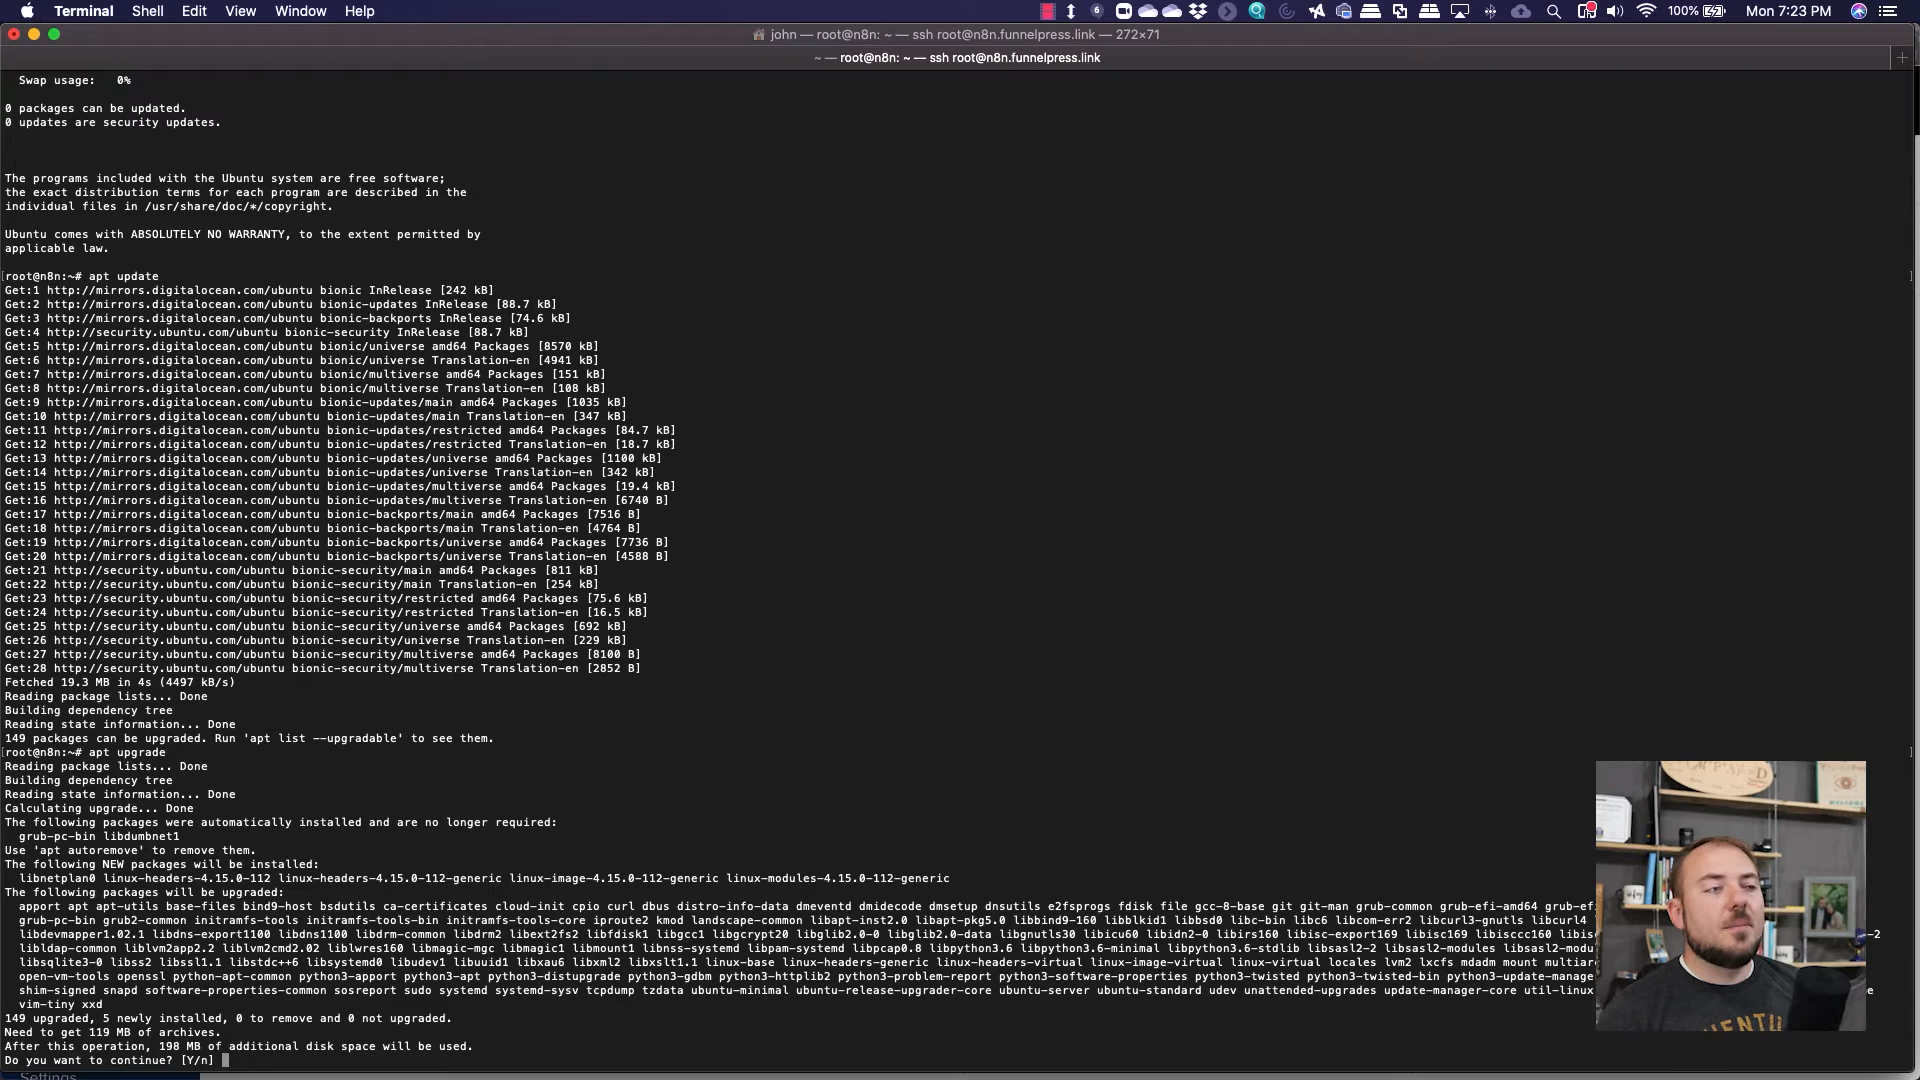 Terminal Shell Edit View Window Help
100% Mon 7:23 PM
john — root@n8n: ~ — ssh root@n8n.funnelpress.link — 272×71
~ — root@n8n: ~ — ssh root@n8n.funnelpress.link
Swap usage: 0%
0 packages can be updated.
0 updates are security updates.
The programs included with the Ubuntu system are free software;
the exact distribution terms for each program are described in the
individual files in /usr/share/doc/*/copyright.
Ubuntu comes with ABSOLUTELY NO WARRANTY, to the extent permitted by
applicable law.
[root@n8n:~# apt update ]
Get:1 http://mirrors.digitalocean.com/ubuntu bionic InRelease [242 kB]
Get:2 http://mirrors.digitalocean.com/ubuntu bionic-updates InRelease [88.7 kB]
Get:3 http://mirrors.digitalocean.com/ubuntu bionic-backports InRelease [74.6 kB]
Get:4 http://security.ubuntu.com/ubuntu bionic-security InRelease [88.7 kB]
Get:5 http://mirrors.digitalocean.com/ubuntu bionic/universe amd64 Packages [8570 kB]
Get:6 http://mirrors.digitalocean.com/ubuntu bionic/universe Translation-en [4941 kB]
Get:7 http://mirrors.digitalocean.com/ubuntu bionic/multiverse amd64 Packages [151 kB]
Get:8 http://mirrors.digitalocean.com/ubuntu bionic/multiverse Translation-en [108 kB]
Get:9 http://mirrors.digitalocean.com/ubuntu bionic-updates/main amd64 Packages [1035 kB]
Get:10 http://mirrors.digitalocean.com/ubuntu bionic-updates/main Translation-en [347 kB]
Get:11 http://mirrors.digitalocean.com/ubuntu bionic-updates/restricted amd64 Packages [84.7 kB]
Get:12 http://mirrors.digitalocean.com/ubuntu bionic-updates/restricted Translation-en [18.7 kB]
Get:13 http://mirrors.digitalocean.com/ubuntu bionic-updates/universe amd64 Packages [1100 kB]
Get:14 http://mirrors.digitalocean.com/ubuntu bionic-updates/universe Translation-en [342 kB]
Get:15 http://mirrors.digitalocean.com/ubuntu bionic-updates/multiverse amd64 Packages [19.4 kB]
Get:16 http://mirrors.digitalocean.com/ubuntu bionic-updates/multiverse Translation-en [6740 B]
Get:17 http://mirrors.digitalocean.com/ubuntu bionic-backports/main amd64 Packages [7516 B]
Get:18 http://mirrors.digitalocean.com/ubuntu bionic-backports/main Translation-en [4764 B]
Get:19 http://mirrors.digitalocean.com/ubuntu bionic-backports/universe amd64 Packages [7736 B]
Get:20 http://mirrors.digitalocean.com/ubuntu bionic-backports/universe Translation-en [4588 B]
Get:21 http://security.ubuntu.com/ubuntu bionic-security/main amd64 Packages [811 kB]
Get:22 http://security.ubuntu.com/ubuntu bionic-security/main Translation-en [254 kB]
Get:23 http://security.ubuntu.com/ubuntu bionic-security/restricted amd64 Packages [75.6 kB]
Get:24 http://security.ubuntu.com/ubuntu bionic-security/restricted Translation-en [16.5 kB]
Get:25 http://security.ubuntu.com/ubuntu bionic-security/universe amd64 Packages [692 kB]
Get:26 http://security.ubuntu.com/ubuntu bionic-security/universe Translation-en [229 kB]
Get:27 http://security.ubuntu.com/ubuntu bionic-security/multiverse amd64 Packages [8100 B]
Get:28 http://security.ubuntu.com/ubuntu bionic-security/multiverse Translation-en [2852 B]
Fetched 19.3 MB in 4s (4497 kB/s)
Reading package lists... Done
Building dependency tree
Reading state information... Done
149 packages can be upgraded. Run 'apt list --upgradable' to see them.
[root@n8n:~# apt upgrade ]
Reading package lists... Done
Building dependency tree
Reading state information... Done
Calculating upgrade... Done
The following packages were automatically installed and are no longer required:
grub-pc-bin libdumbnet1
Use 'apt autoremove' to remove them.
The following NEW packages will be installed:
libnetplan0 linux-headers-4.15.0-112 linux-headers-4.15.0-112-generic linux-image-4.15.0-112-generic linux-modules-4.15.0-112-generic
The following packages will be upgraded:
apport apt apt-utils base-files bind9-host bsdutils ca-certificates cloud-init cpio curl dbus distro-info-data dmeventd dmidecode dmsetup dnsutils e2fsprogs fdisk file gcc-8-base git git-man grub-common grub-efi-amd64 grub-ef
grub-pc-bin grub2-common initramfs-tools initramfs-tools-bin initramfs-tools-core iproute2 kmod landscape-common libapt-inst2.0 libapt-pkg5.0 libbind9-160 libblkid1 libbsd0 libc-bin libc6 libcom-err2 libcurl3-gnutls libcurl4
libdevmapper1.02.1 libdns-export1100 libdns1100 libdrm-common libdrm2 libext2fs2 libfdisk1 libgcc1 libgcrypt20 libglib2.0-0 libglib2.0-data libgnutls30 libicu60 libidn2-0 libirs160 libisc-export169 libisc169 libisccc160 libis -2
libldap-common liblvm2app2.2 liblvm2cmd2.02 liblwres160 libmagic-mgc libmagic1 libmount1 libnss-systemd libpam-systemd libpcap0.8 libpython3.6 libpython3.6-minimal libpython3.6-stdlib libsasl2-2 libsasl2-modules libsasl2-modu
libsqlite3-0 libss2 libssl1.1 libstdc++6 libsystemd0 libudev1 libuuid1 libxau6 libxml2 libxslt1.1 linux-base linux-headers-generic linux-headers-virtual linux-image-virtual linux-virtual locales lvm2 lxcfs mdadm mount multiar
open-vm-tools openssl python-apt-common python3-apport python3-apt python3-distupgrade python3-gdbm python3-httplib2 python3-problem-report python3-software-properties python3-twisted python3-twisted-bin python3-update-manage
shim-signed snapd software-properties-common sosreport sudo systemd systemd-sysv tcpdump tzdata ubuntu-minimal ubuntu-release-upgrader-core ubuntu-server ubuntu-standard udev unattended-upgrades update-manager-core util-linux e
vim-tiny xxd
149 upgraded, 5 newly installed, 0 to remove and 0 not upgraded.
Need to get 119 MB of archives.
After this operation, 198 MB of additional disk space will be used.
Do you want to continue? [Y/n]
Settings